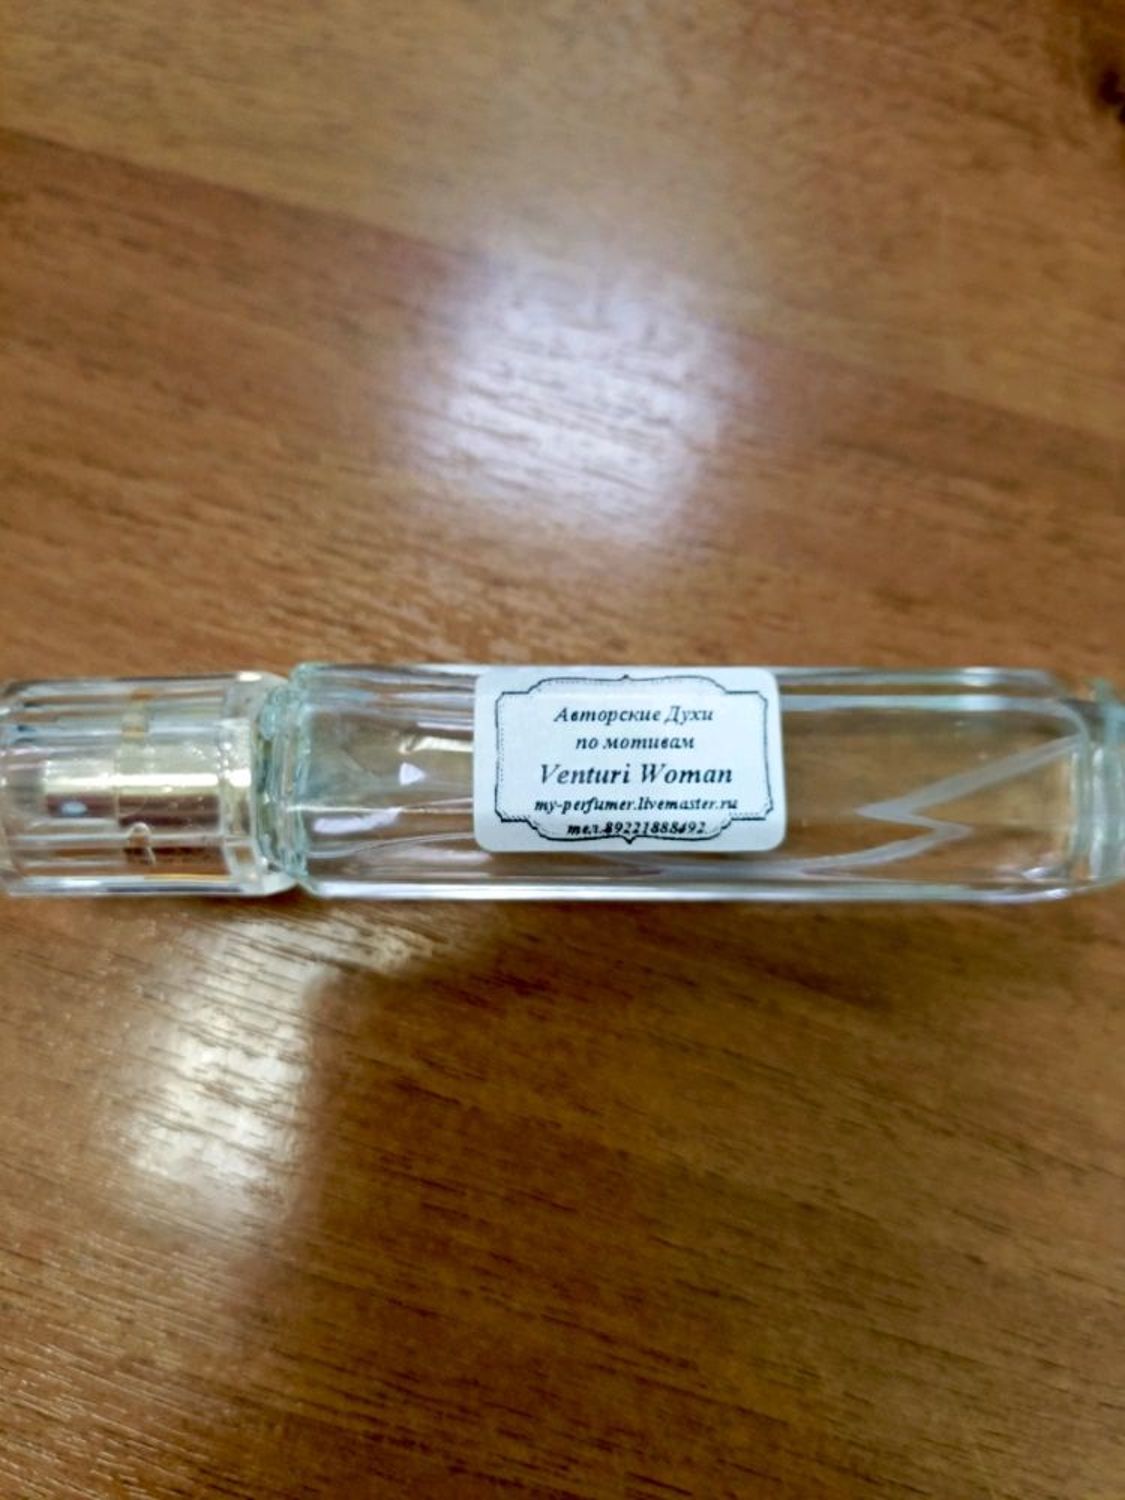 Авторские Духи
по мотивам
Venturi Woman
my-perfumer.livemaster.ru
тел.89221888492